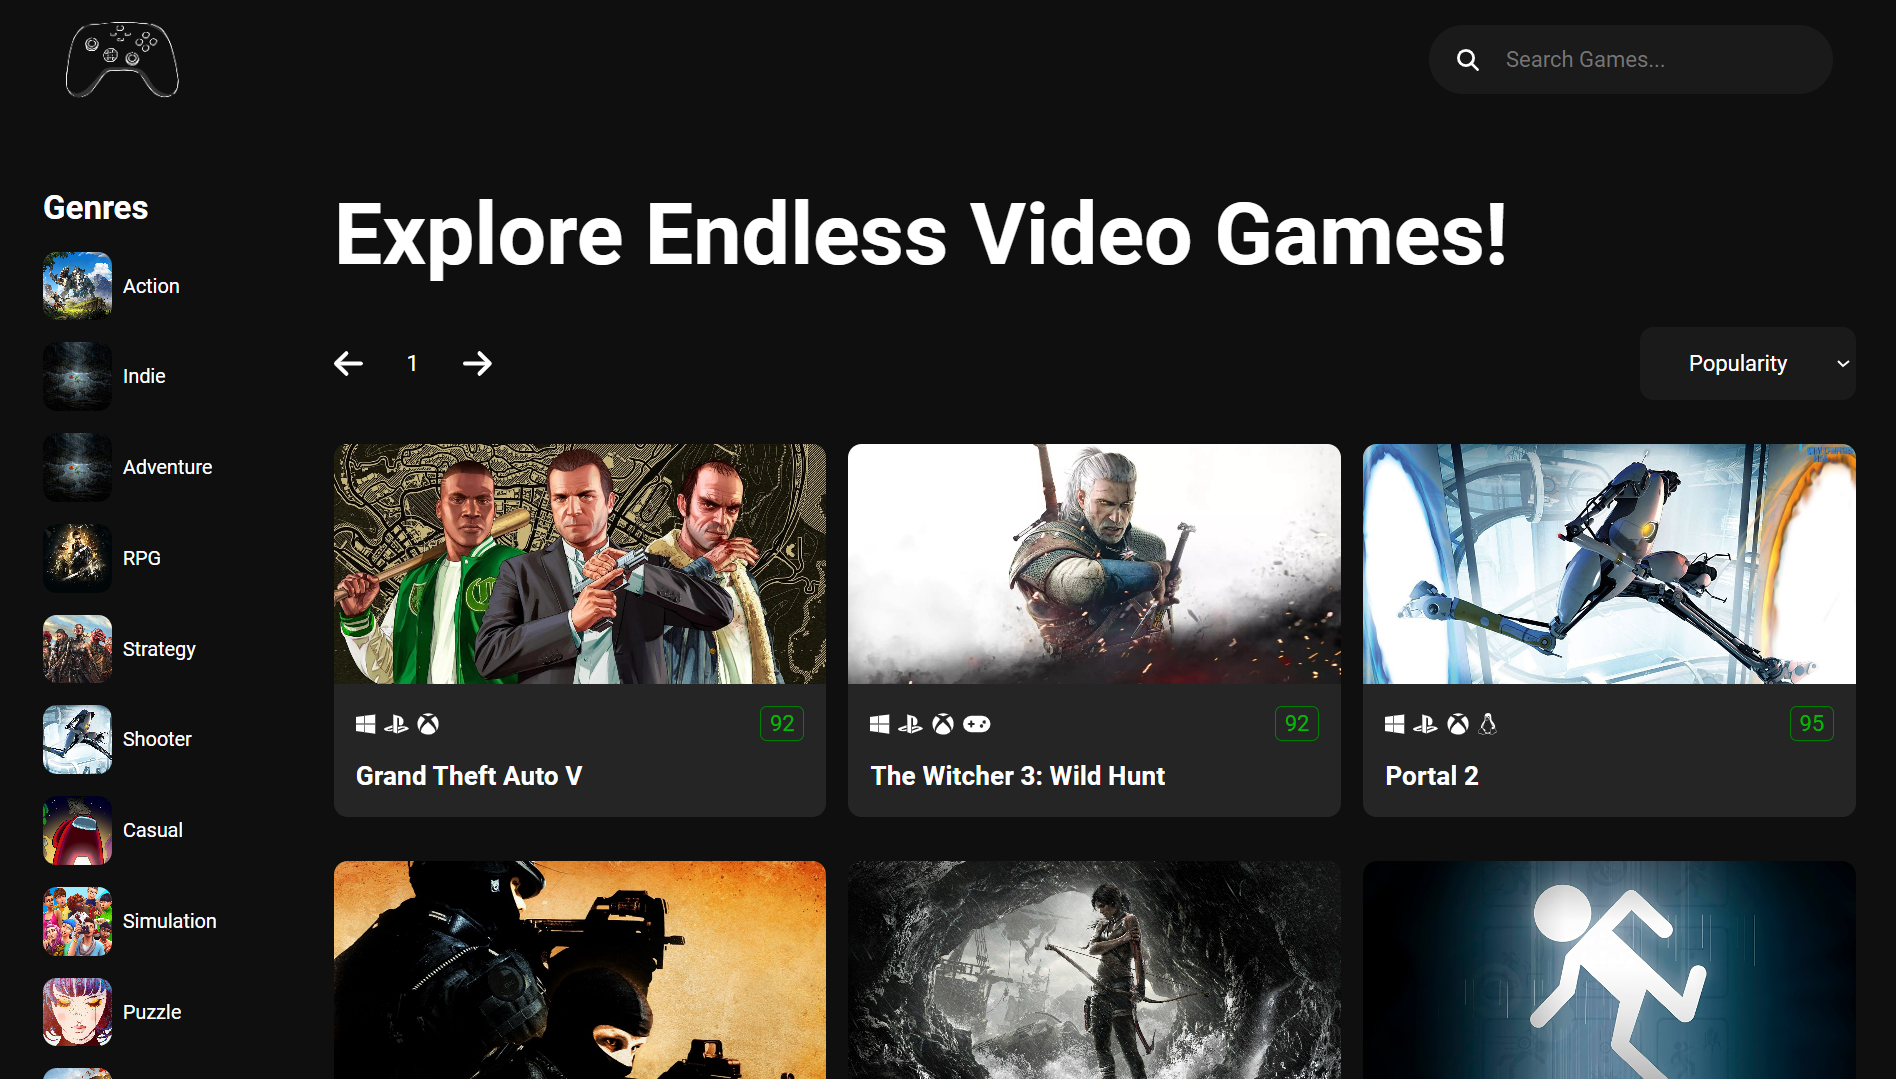 Search Games...
Genres
Action
Indie
Adventure
RPG
Strategy
Shooter
Casual
Simulation
Puzzle
Explore Endless Video Games!
1
Popularity
92
Grand Theft Auto V
92
The Witcher 3: Wild Hunt
95
Portal 2